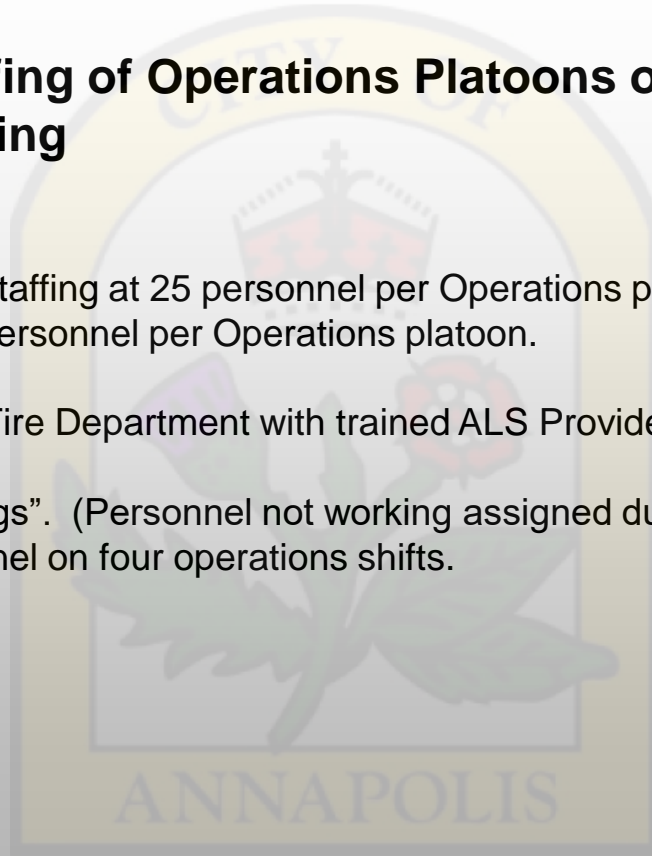 CITY OF
fing of Operations Platoons o
ing
taffing at 25 personnel per Operations p
ersonnel per Operations platoon.
Fire Department with trained ALS Provide
gs”. (Personnel not working assigned du
nel on four operations shifts.
ANNAPOLIS